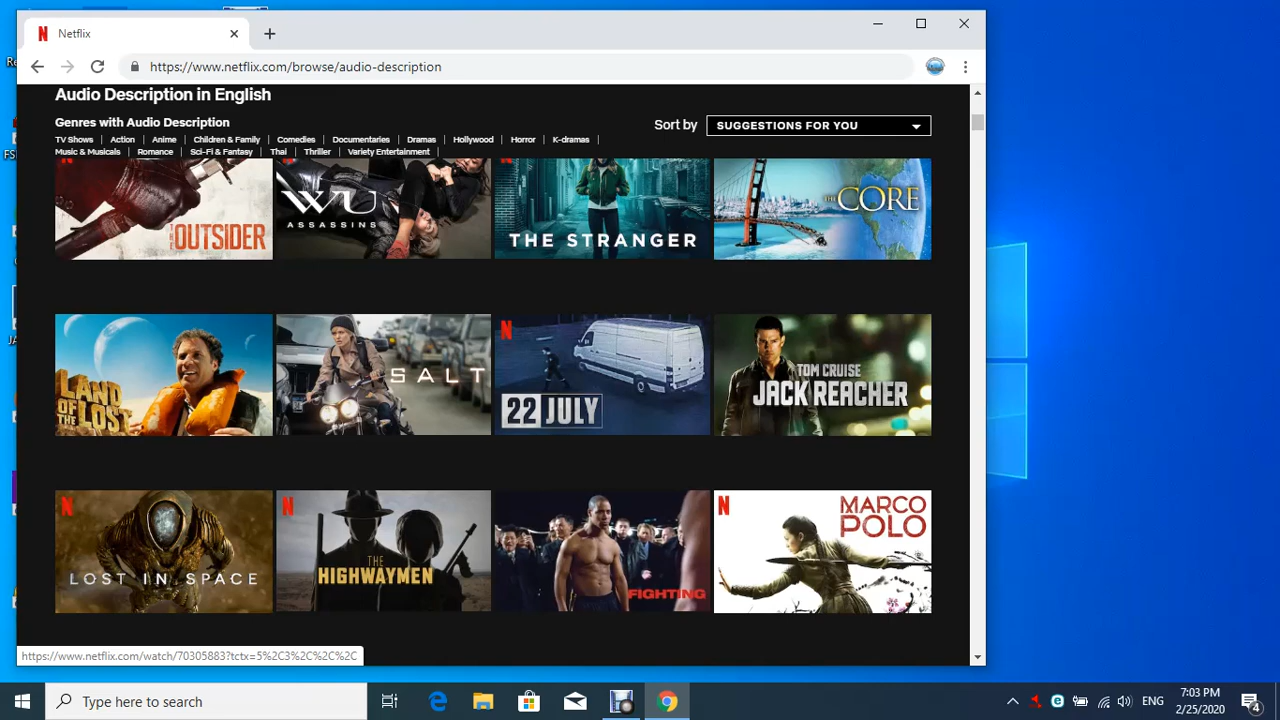 Netflix
https://www.netflix.com/browse/audio-description
Audio Description in English
Genres with Audio Description
Sort by SUGGESTIONS FOR YOU
TV Shows | Action | Anime | Children & Family | Comedies | Documentaries | Dramas | Hollywood | Horror | K-dramas |
Music & Musicals | Romance | Sci-Fi & Fantasy | Thai | Thriller | Variety Entertainment |
THE OUTSIDER
WU
ASSASSINS
THE STRANGER
THE CORE
LAND
OF THE LOST
SALT
22 JULY
TOM CRUISE
JACK REACHER
LOST IN SPACE
THE
HIGHWAYMEN
FIGHTING
MARCO
POLO
https://www.netflix.com/watch/70305883?tctx=5%2C3%2C%2C%2C
Type here to search
ENG
7:03 PM
2/25/2020
4